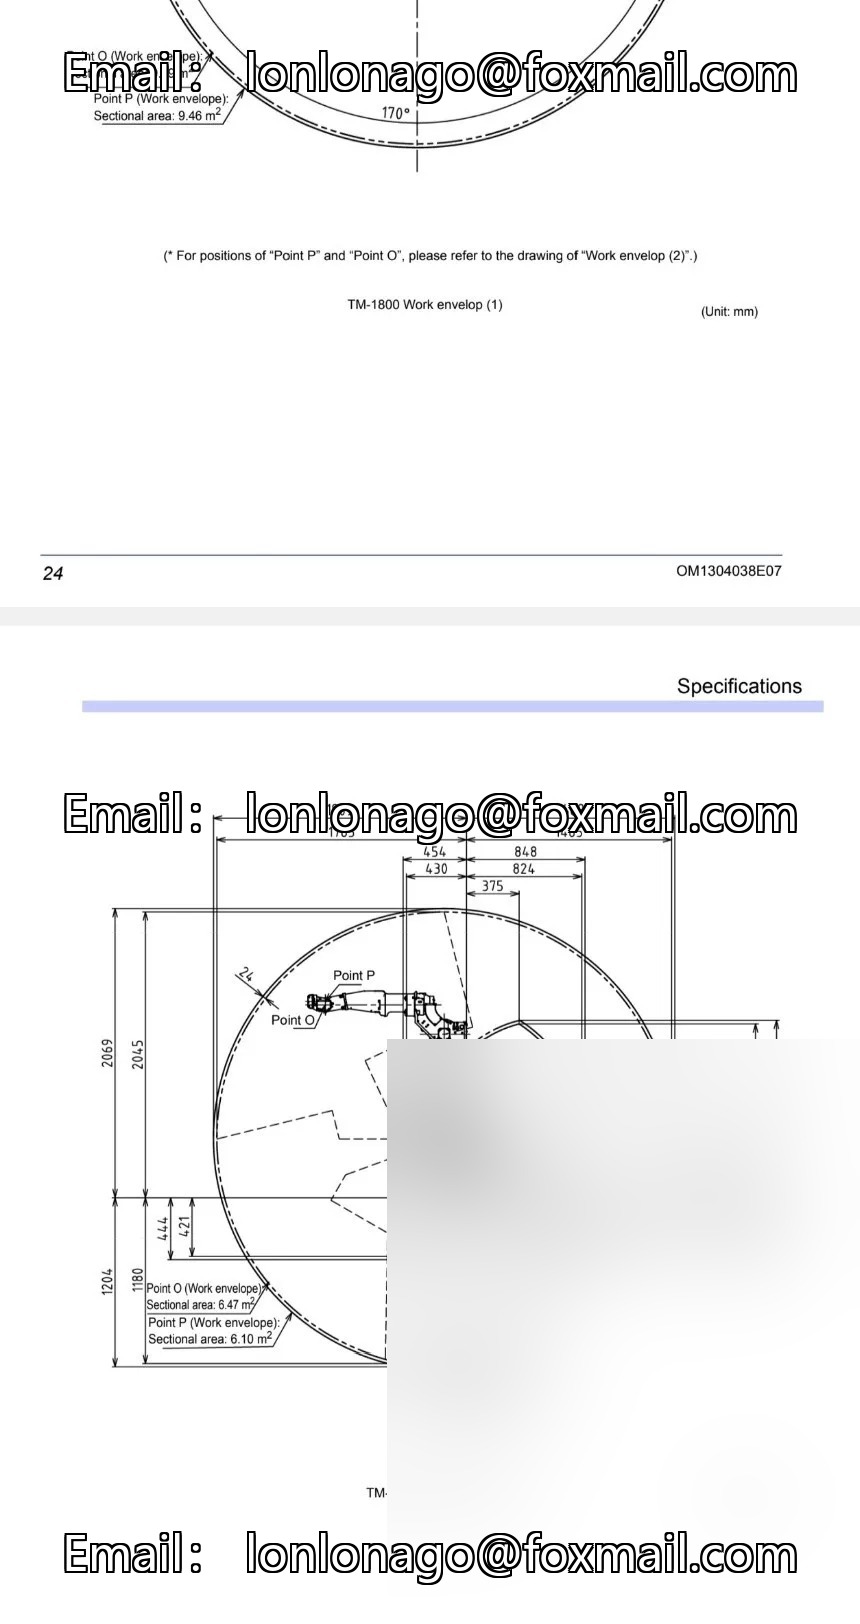 Email： lonlonago@foxmail.com
Point P (Work envelope):
Sectional area: 9.46 m²
170°
(* For positions of “Point P” and “Point O”, please refer to the drawing of “Work envelop (2)”.)
TM-1800 Work envelop (1)
(Unit: mm)
24
OM1304038E07
Specifications
Email： lonlonago@foxmail.com
454
848
430
824
375
24
Point P
Point O
2069
2045
444
421
1204
1180
Point O (Work envelope):
Sectional area: 6.47 m²
Point P (Work envelope):
Sectional area: 6.10 m²
TM-
Email： lonlonago@foxmail.com